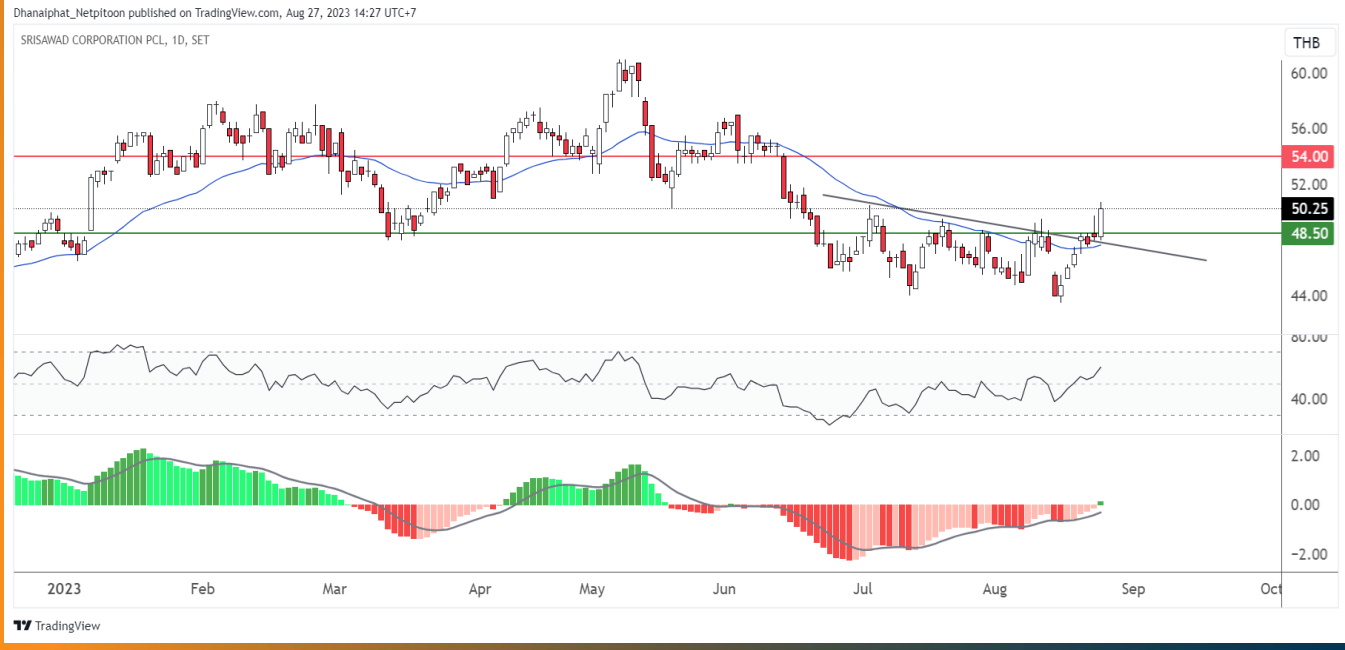 Dhanaiphat_Netpitoon published on TradingView.com, Aug 27, 2023 14:27 UTC+7
SRISAWAD CORPORATION PCL, 1D, SET
THB
60.00
56.00
54.00
52.00
50.25
48.50
44.00
80.00
40.00
2.00
0.00
−2.00
2023 Feb Mar Apr May Jun Jul Aug Sep Oct
TradingView